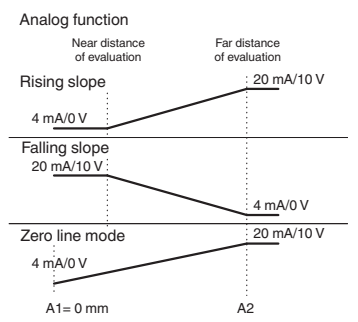 Analog function
Near distance
of evaluation
Far distance
of evaluation
Rising slope
20 mA/10 V
4 mA/0 V
Falling slope
20 mA/10 V
4 mA/0 V
Zero line mode
20 mA/10 V
4 mA/0 V
A1= 0 mm
A2